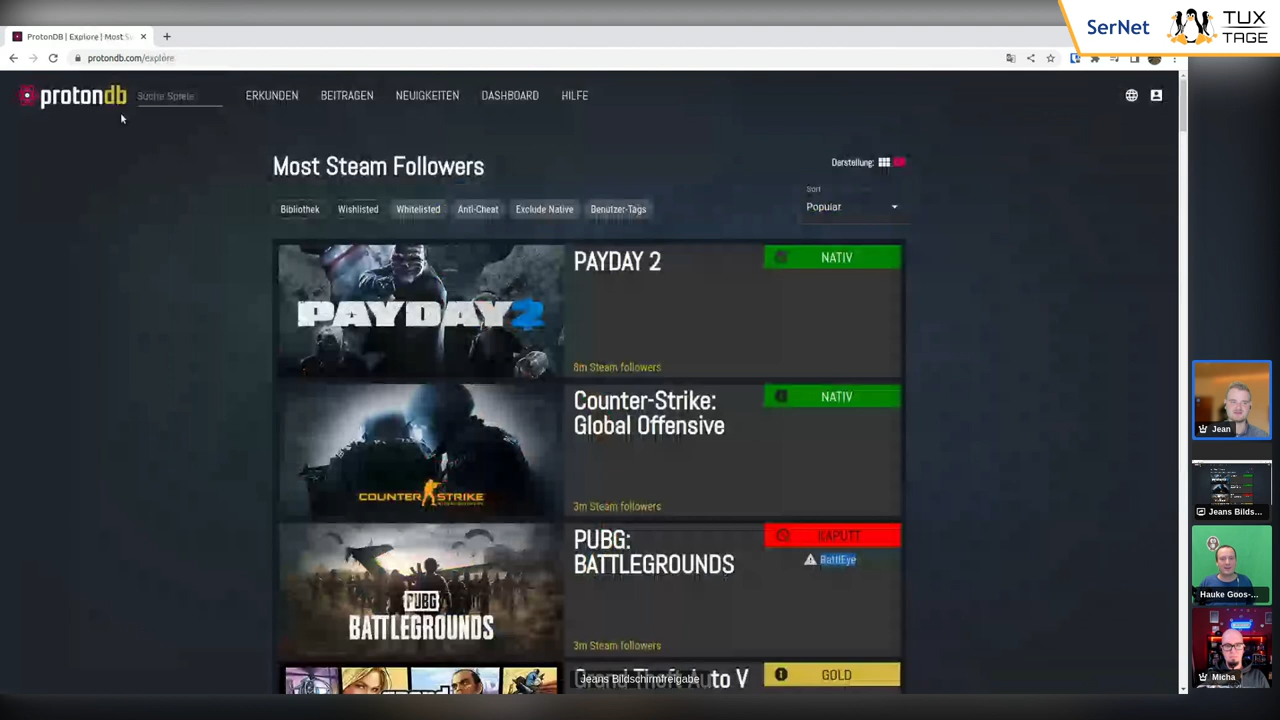 SerNet
TUX
TAGE
ProtonDB | Explore | Most S
protondb.com/explore
protondb
Suche Spiele
ERKUNDEN
BEITRAGEN
NEUIGKEITEN
DASHBOARD
HILFE
Most Steam Followers
Darstellung:
Bibliothek
Wishlisted
Whitelisted
Anti-Cheat
Exclude Native
Benutzer-Tags
Sort
Popular
PAYDAY 2
PAYDAY 2
NATIV
8m Steam followers
COUNTER STRIKE
Counter-Strike:
Global Offensive
NATIV
3m Steam followers
PUBG
BATTLEGROUNDS
PUBG:
BATTLEGROUNDS
KAPUTT
BattlEye
3m Steam followers
Grand Theft Auto V
GOLD
Jeans Bildschirmfreigabe
Jean
Jeans Bilds...
Hauke Goos-...
Micha